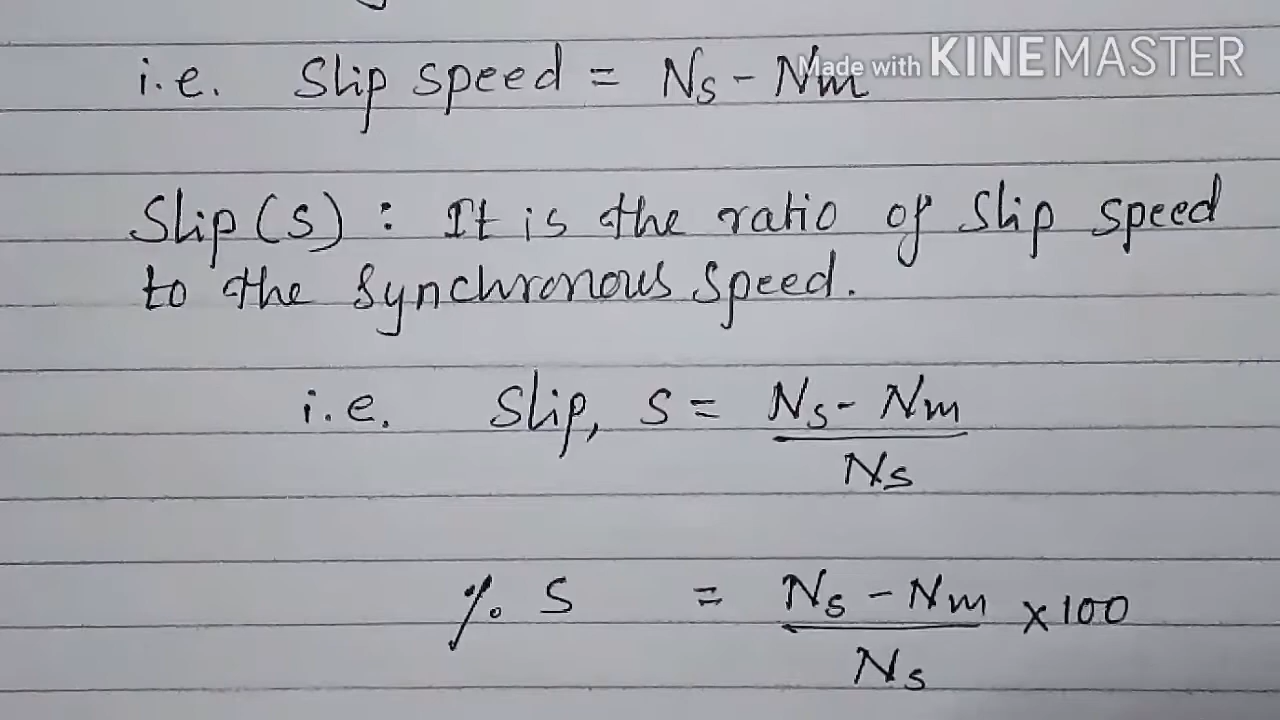 i.e. Slip speed = Ns - Nm
Made with KINEMASTER
Slip (s) : It is the ratio of Slip speed
to the Synchronous Speed.
i.e. Slip, s = Ns - Nm
Ns
% s = Ns - Nm × 100
Ns